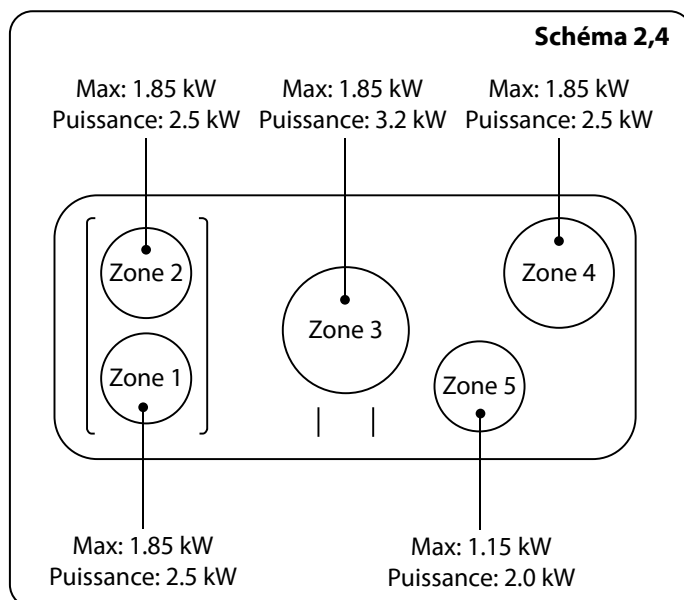 Schéma 2,4
Max: 1.85 kW
Puissance: 2.5 kW
Max: 1.85 kW
Puissance: 3.2 kW
Max: 1.85 kW
Puissance: 2.5 kW
Zone 2
Zone 4
Zone 3
Zone 1
Zone 5
Max: 1.85 kW
Puissance: 2.5 kW
Max: 1.15 kW
Puissance: 2.0 kW